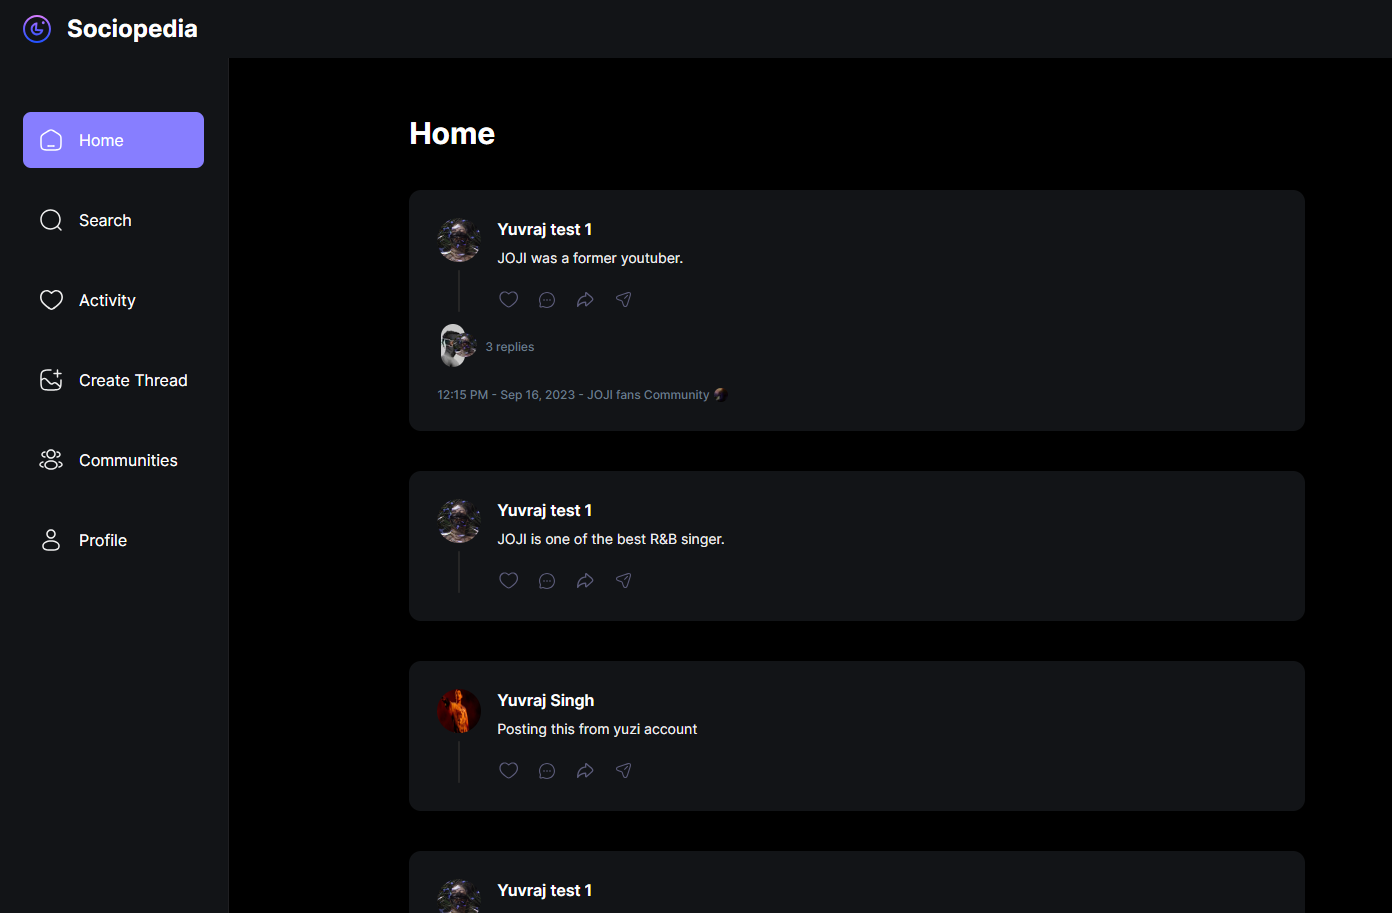 Sociopedia
Home
Search
Activity
Create Thread
Communities
Profile
Home
Yuvraj test 1
JOJI was a former youtuber.
3 replies
12:15 PM - Sep 16, 2023 - JOJI fans Community
Yuvraj test 1
JOJI is one of the best R&B singer.
Yuvraj Singh
Posting this from yuzi account
Yuvraj test 1